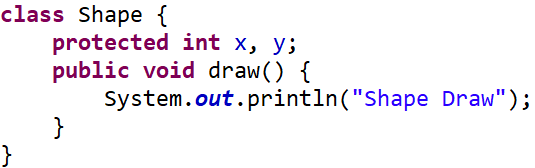 class Shape {
    protected int x, y;
    public void draw() {
        System.out.println("Shape Draw");
    }
}